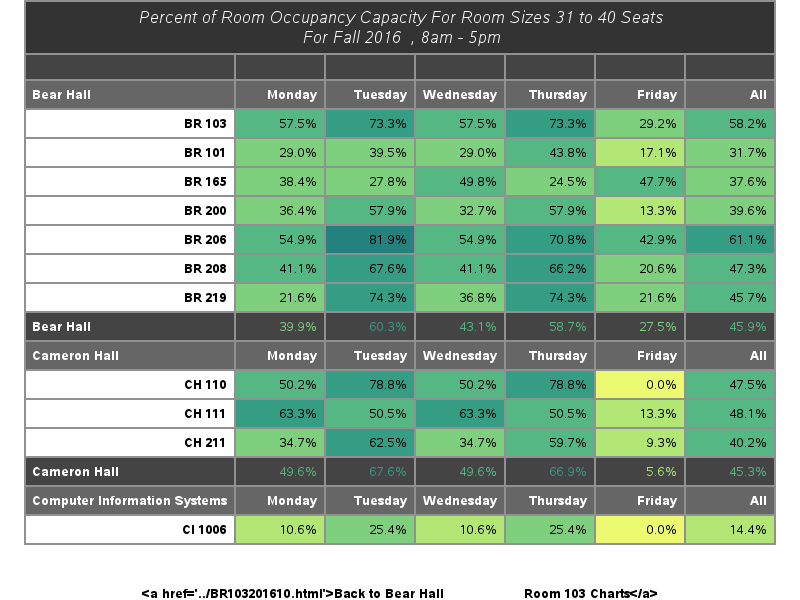 Percent of Room Occupancy Capacity For Room Sizes 31 to 40 Seats
For Fall 2016 , 8am - 5pm
Bear Hall Monday Tuesday Wednesday Thursday Friday All
BR 103 57.5% 73.3% 57.5% 73.3% 29.2% 58.2%
BR 101 29.0% 39.5% 29.0% 43.8% 17.1% 31.7%
BR 165 38.4% 27.8% 49.8% 24.5% 47.7% 37.6%
BR 200 36.4% 57.9% 32.7% 57.9% 13.3% 39.6%
BR 206 54.9% 81.9% 54.9% 70.8% 42.9% 61.1%
BR 208 41.1% 67.6% 41.1% 66.2% 20.6% 47.3%
BR 219 21.6% 74.3% 36.8% 74.3% 21.6% 45.7%
Bear Hall 39.9% 60.3% 43.1% 58.7% 27.5% 45.9%
Cameron Hall Monday Tuesday Wednesday Thursday Friday All
CH 110 50.2% 78.8% 50.2% 78.8% 0.0% 47.5%
CH 111 63.3% 50.5% 63.3% 50.5% 13.3% 48.1%
CH 211 34.7% 62.5% 34.7% 59.7% 9.3% 40.2%
Cameron Hall 49.6% 67.6% 49.6% 66.9% 5.6% 45.3%
Computer Information Systems Monday Tuesday Wednesday Thursday Friday All
CI 1006 10.6% 25.4% 10.6% 25.4% 0.0% 14.4%
<a href='../BR103201610.html'>Back to Bear Hall Room 103 Charts</a>